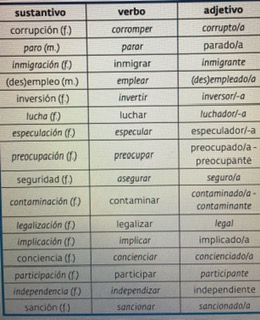 sustantivo verbo adjetivo
corrupción (f.) corromper corrupto/a
paro (m.) parar parado/a
inmigración (f.) inmigrar inmigrante
(des)empleo (m.) emplear (des)empleado/a
inversión (f.) invertir inversor/-a
lucha (f.) luchar luchador/-a
especulación (f.) especular especulador/-a
preocupación (f.) preocupar preocupado/a -
preocupante
seguridad (f.) asegurar seguro/a
contaminación (f.) contaminar contaminado/a -
contaminante
legalización (f.) legalizar legal
implicación (f.) implicar implicado/a
conciencia (f.) concienciar concienciado/a
participación (f.) participar participante
independencia (f.) independizar independiente
sanción (f.) sancionar sancionado/a